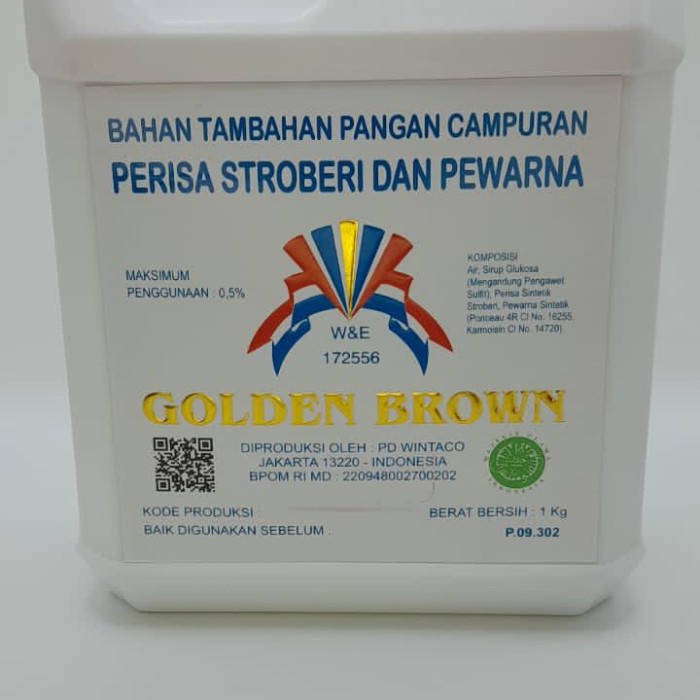 BAHAN TAMBAHAN PANGAN CAMPURAN
PERISA STROBERI DAN PEWARNA
MAKSIMUM
PENGGUNAAN : 0,5%
KOMPOSISI
Air, Sirup Glukosa
(Mengandung Pengawet
Sulfit), Perisa Sintetik
Stroberi, Pewarna Sintetik
(Ponceau 4R CI No. 16255,
Karmoisin CI No. 14720)
W&E
172556
GOLDEN BROWN
DIPRODUKSI OLEH : PD WINTACO
JAKARTA 13220 - INDONESIA
BPOM RI MD : 220948002700202
KODE PRODUKSI :
BERAT BERSIH : 1 Kg
BAIK DIGUNAKAN SEBELUM :
P.09.302